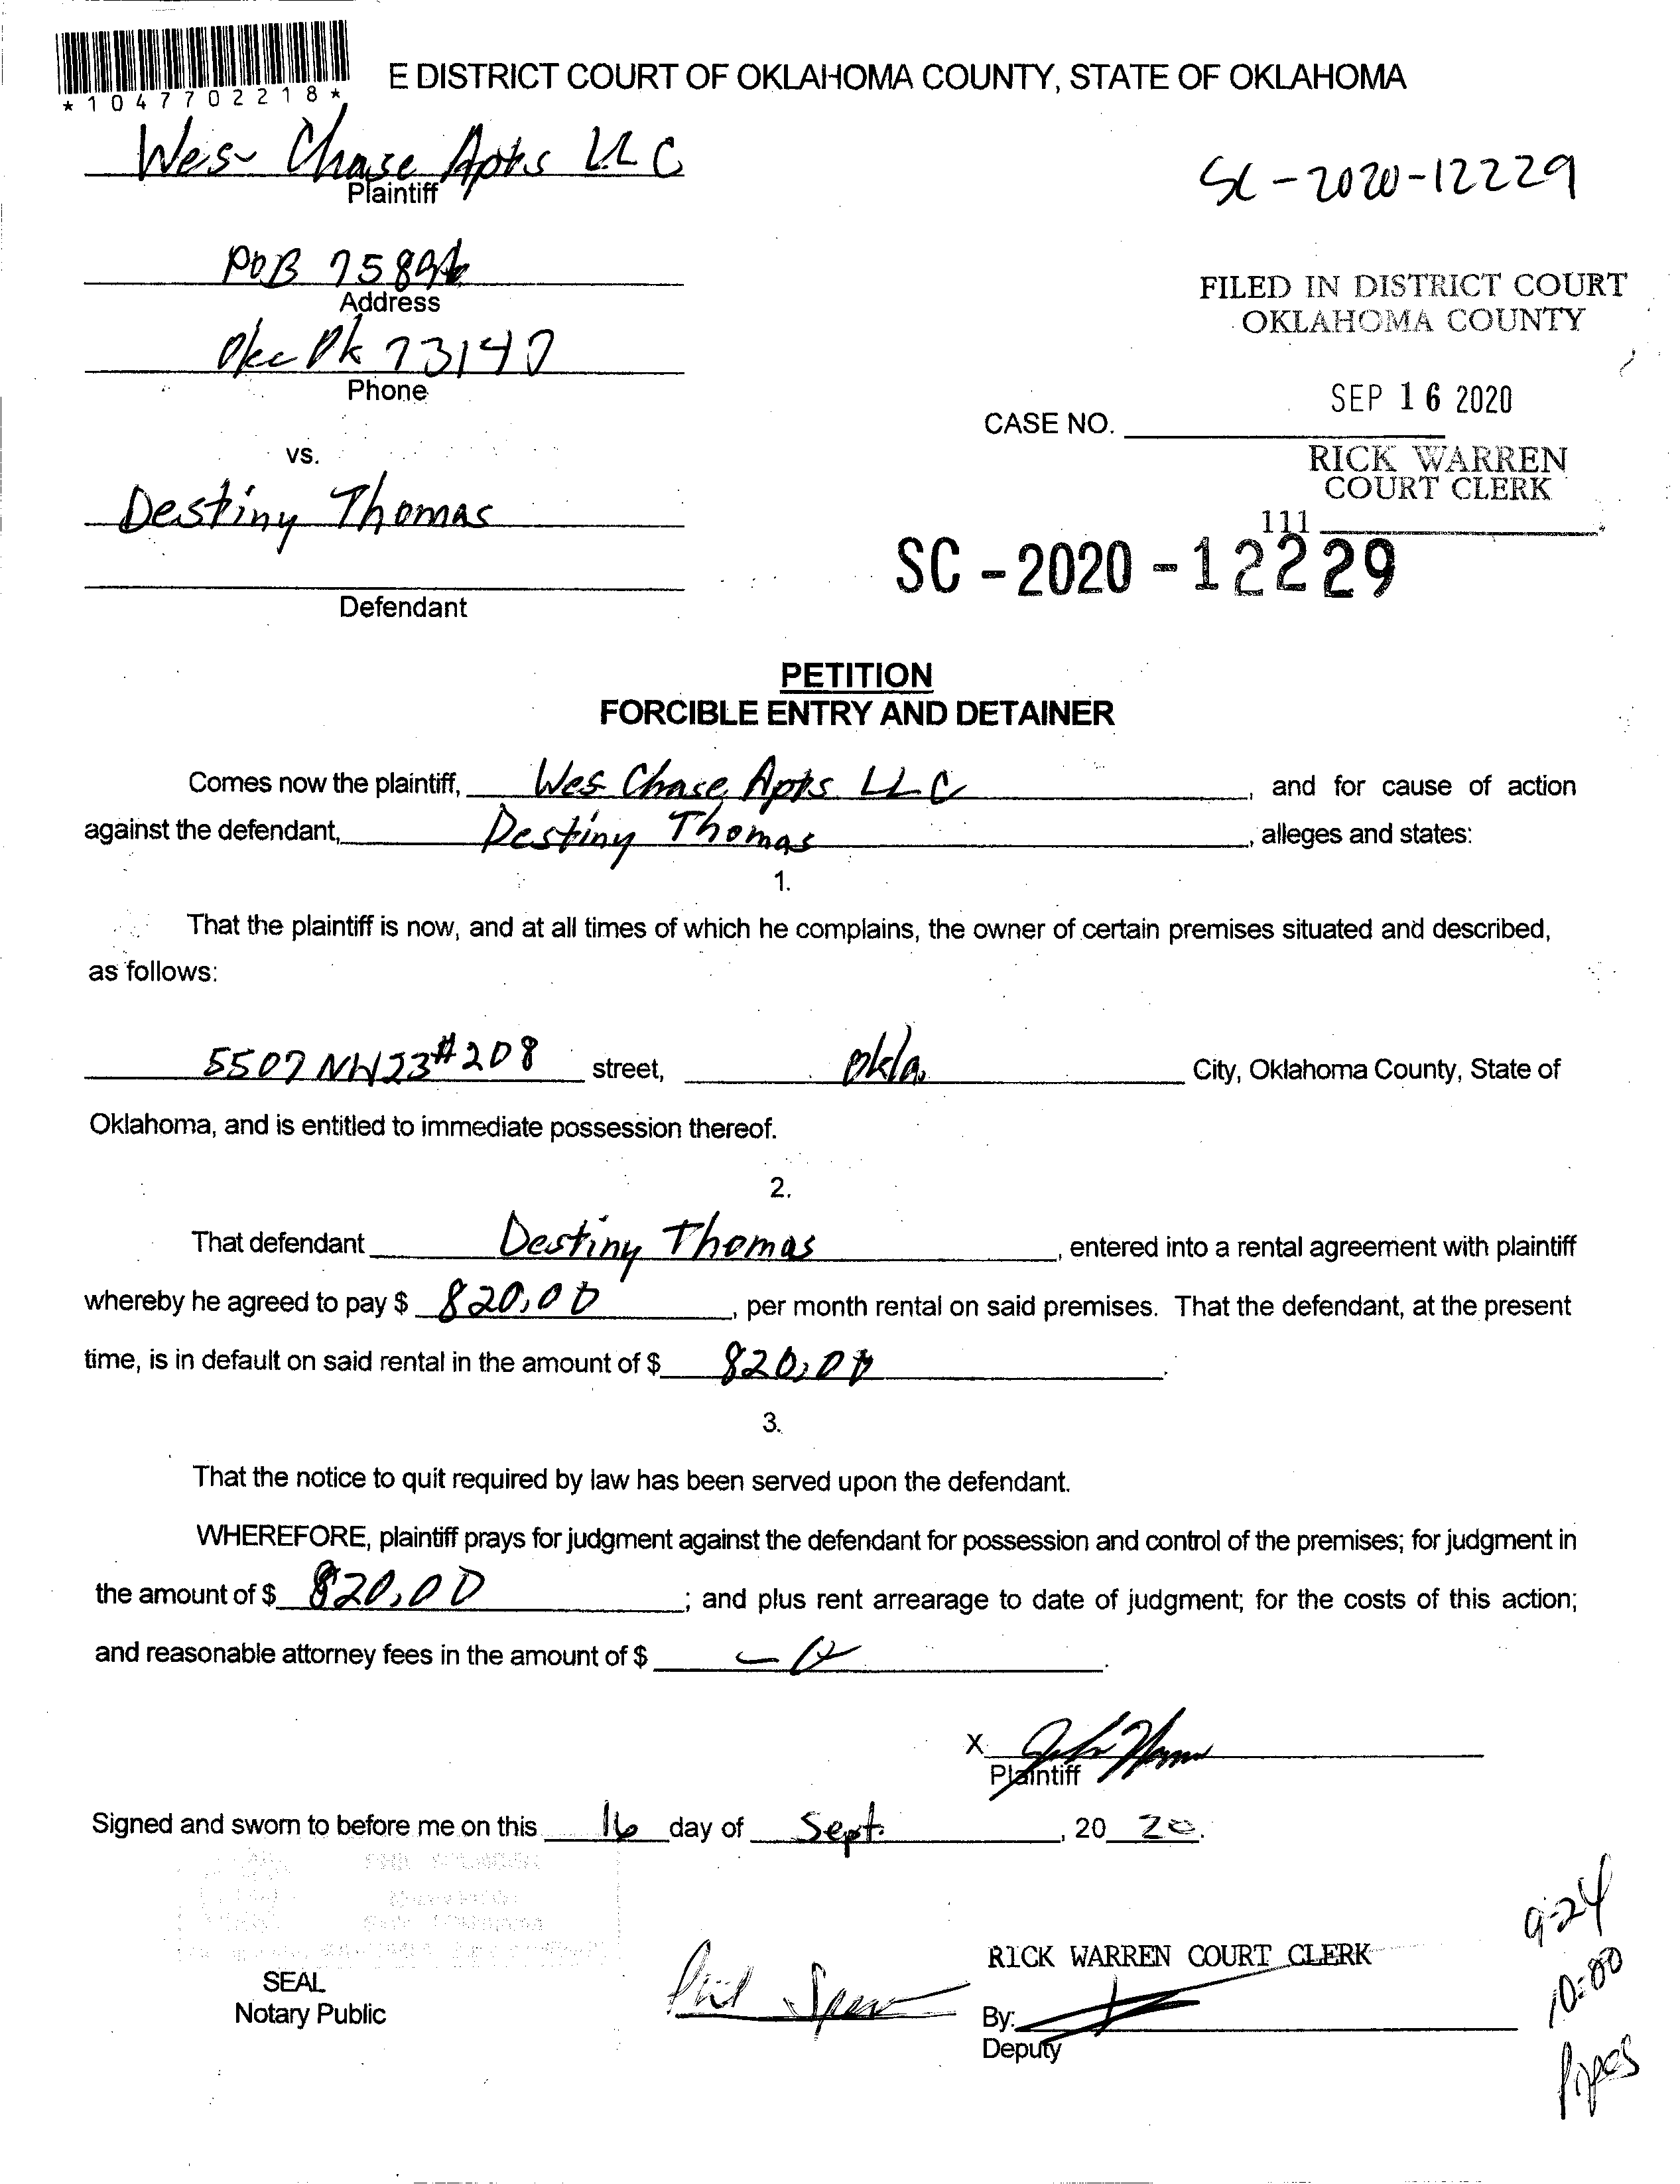 *1047702218*
E DISTRICT COURT OF OKLAHOMA COUNTY, STATE OF OKLAHOMA
Wes Chase Apts LLC
Plaintiff
SC-2020-12229
POB
Address
FILED IN DISTRICT COURT
OKLAHOMA COUNTY
Okc Ok 73147
Phone
SEP 16 2020
CASE NO.
RICK WARREN
COURT CLERK
vs.
Destiny Thomas
111
SC-2020-12229
Defendant
PETITION
FORCIBLE ENTRY AND DETAINER
Comes now the plaintiff, Wes Chase Apts LLC, and for cause of action
against the defendant, Destiny Thomas, alleges and states:
1.
That the plaintiff is now, and at all times of which he complains, the owner of certain premises situated and described,
as follows:
5507 NW 23 #208 street, Okla. City, Oklahoma County, State of
Oklahoma, and is entitled to immediate possession thereof.
2.
That defendant Destiny Thomas, entered into a rental agreement with plaintiff
whereby he agreed to pay $ 820.00, per month rental on said premises. That the defendant, at the present
time, is in default on said rental in the amount of $ 820.00.
3.
That the notice to quit required by law has been served upon the defendant.
WHEREFORE, plaintiff prays for judgment against the defendant for possession and control of the premises; for judgment in
the amount of $ 820.00; and plus rent arrearage to date of judgment; for the costs of this action;
and reasonable attorney fees in the amount of $
X
Plaintiff
Signed and sworn to before me on this 16 day of Sept., 20 20.
9-24
10:00
RICK WARREN COURT CLERK
SEAL
Notary Public
By:
Deputy